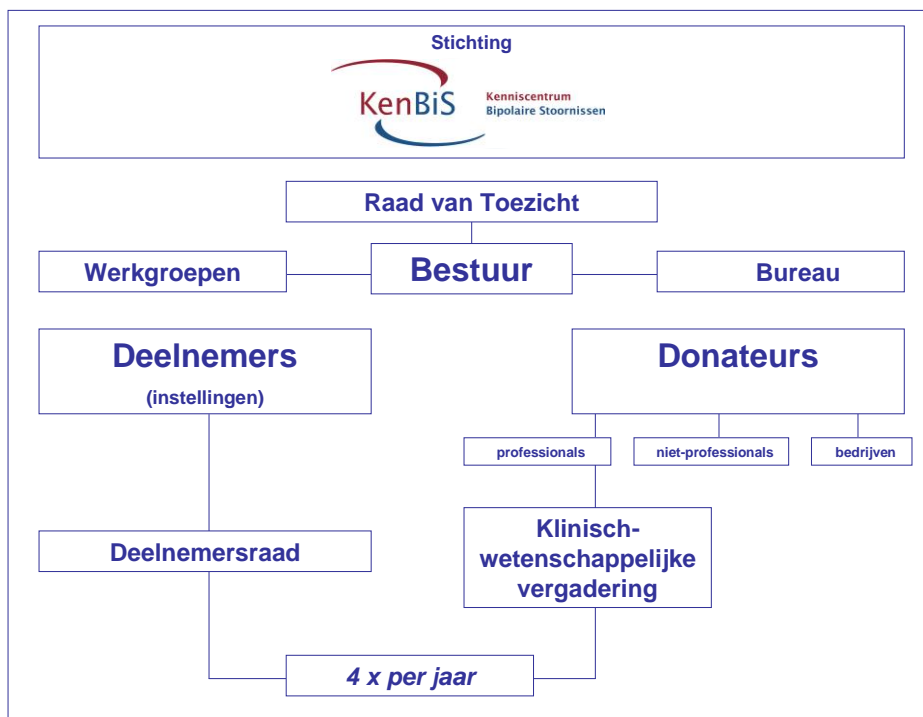 Stichting
KenBiS
Kenniscentrum
Bipolaire Stoornissen
Raad van Toezicht
Werkgroepen
Bestuur
Bureau
Deelnemers
(instellingen)
Donateurs
professionals
niet-professionals
bedrijven
Deelnemersraad
Klinisch-
wetenschappelijke
vergadering
4 x per jaar